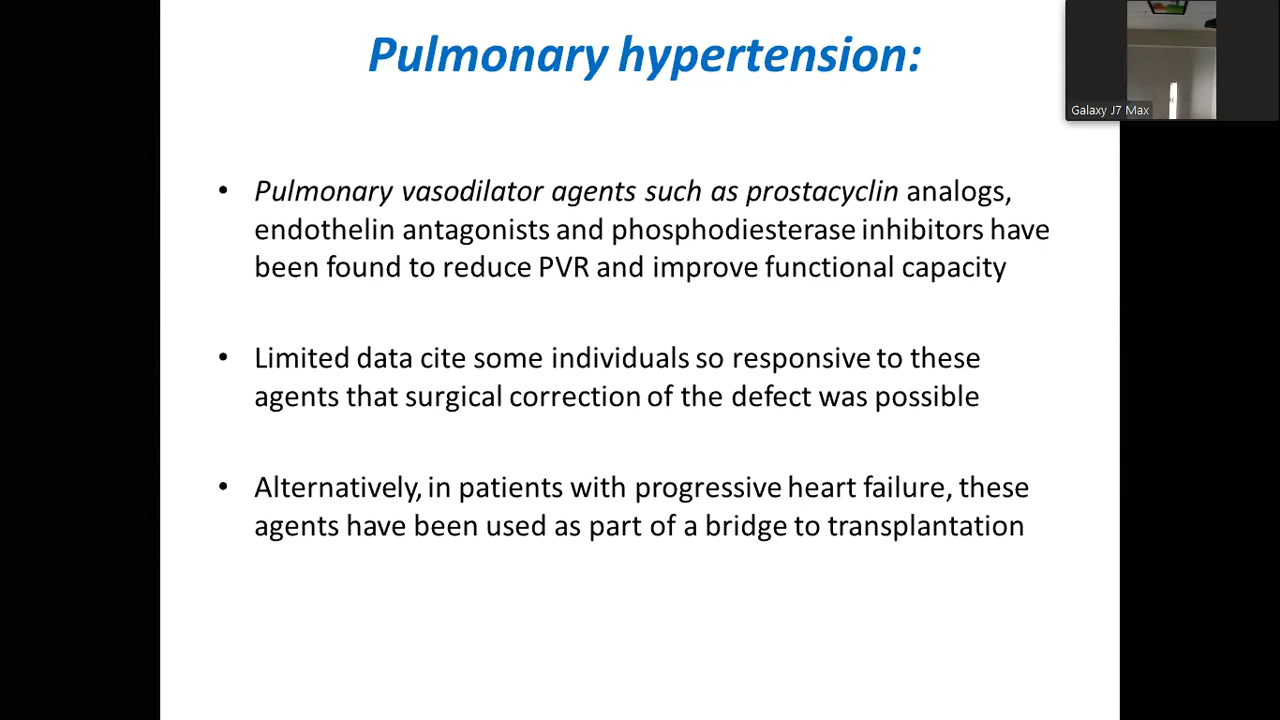 Pulmonary hypertension:
Galaxy J7 Max
• Pulmonary vasodilator agents such as prostacyclin analogs,
endothelin antagonists and phosphodiesterase inhibitors have
been found to reduce PVR and improve functional capacity
• Limited data cite some individuals so responsive to these
agents that surgical correction of the defect was possible
• Alternatively, in patients with progressive heart failure, these
agents have been used as part of a bridge to transplantation